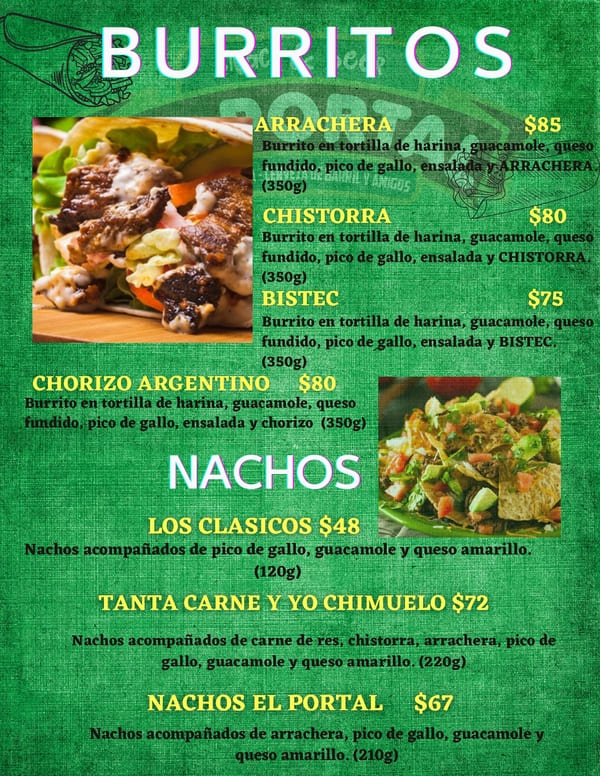 BURRITOS
PORTAL
ARRACHERA $85
Burrito en tortilla de harina, guacamole, queso
fundido, pico de gallo, ensalada y ARRACHERA.
(350g)
CHISTORRA $80
Burrito en tortilla de harina, guacamole, queso
fundido, pico de gallo, ensalada y CHISTORRA.
(350g)
BISTEC $75
Burrito en tortilla de harina, guacamole, queso
fundido, pico de gallo, ensalada y BISTEC.
(350g)
CHORIZO ARGENTINO $80
Burrito en tortilla de harina, guacamole, queso
fundido, pico de gallo, ensalada y chorizo (350g)
NACHOS
LOS CLASICOS $48
Nachos acompañados de pico de gallo, guacamole y queso amarillo.
(120g)
TANTA CARNE Y YO CHIMUELO $72
Nachos acompañados de carne de res, chistorra, arrachera, pico de
gallo, guacamole y queso amarillo. (220g)
NACHOS EL PORTAL $67
Nachos acompañados de arrachera, pico de gallo, guacamole y
queso amarillo. (210g)